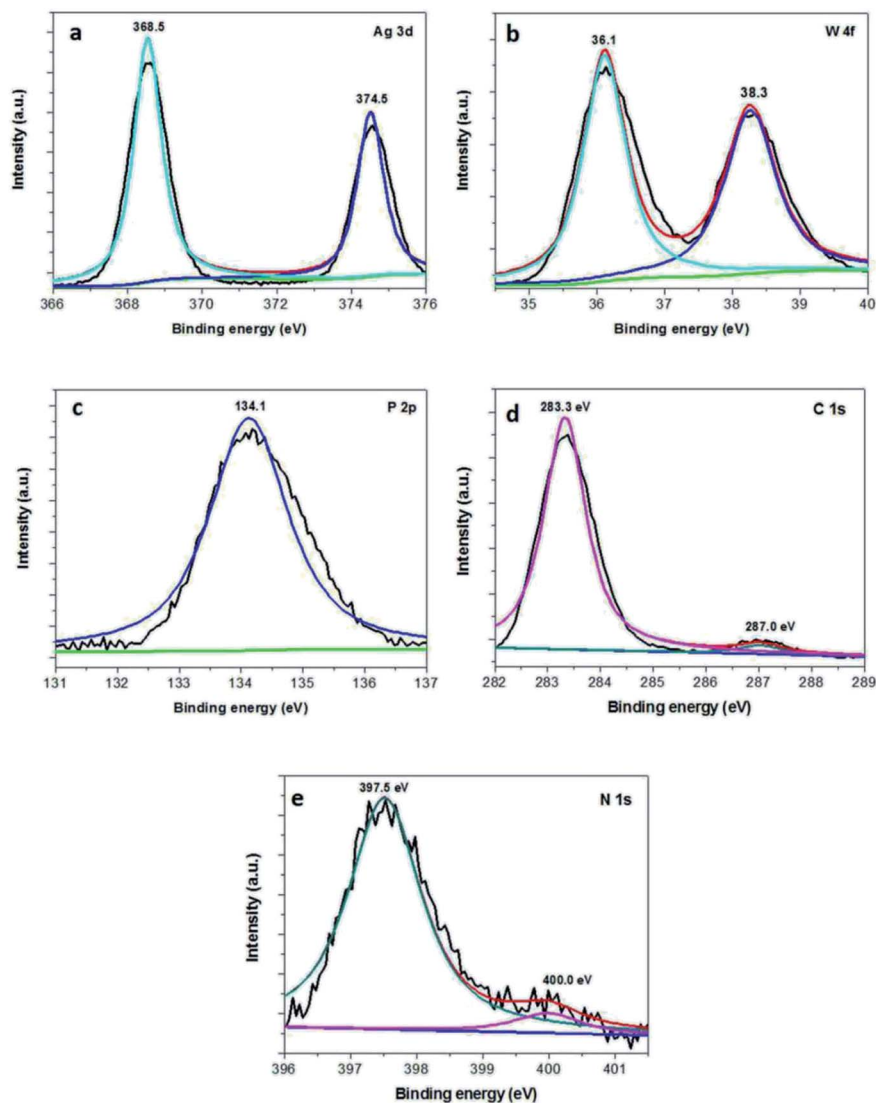 a
368.5
Ag 3d
374.5
Intensity (a.u.)
366 368 370 372 374 376
Binding energy (eV)
b
36.1
W 4f
38.3
Intensity (a.u.)
35 36 37 38 39 40
Binding energy (eV)
c
134.1
P 2p
Intensity (a.u.)
131 132 133 134 135 136 137
Binding energy (eV)
d
283.3 eV
C 1s
287.0 eV
Intensity (a.u.)
282 283 284 285 286 287 288 289
Binding energy (eV)
e
397.5 eV
N 1s
400.0 eV
Intensity (a.u.)
396 397 398 399 400 401
Binding energy (eV)